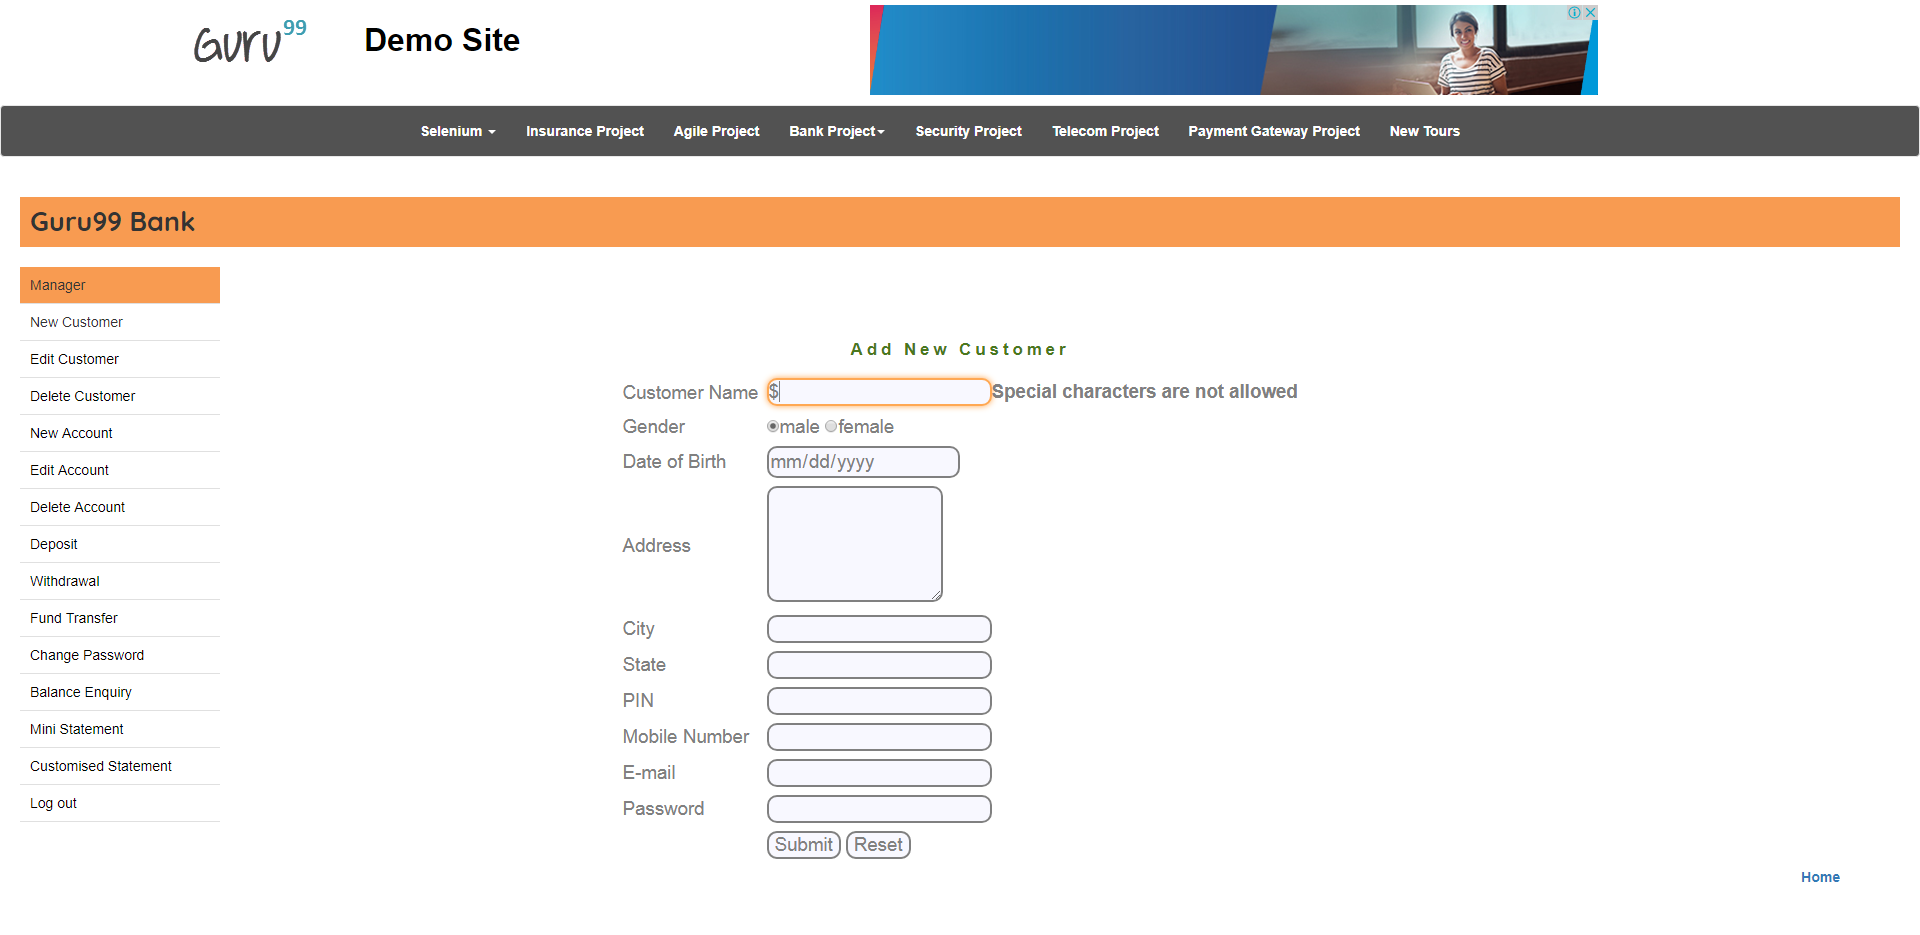 Guru99 Demo Site
Selenium Insurance Project Agile Project Bank Project Security Project Telecom Project Payment Gateway Project New Tours
Guru99 Bank
Manager
New Customer
Edit Customer
Delete Customer
New Account
Edit Account
Delete Account
Deposit
Withdrawal
Fund Transfer
Change Password
Balance Enquiry
Mini Statement
Customised Statement
Log out
Add New Customer
Customer Name $ Special characters are not allowed
Gender male female
Date of Birth mm/dd/yyyy
Address
City
State
PIN
Mobile Number
E-mail
Password
Submit Reset
Home